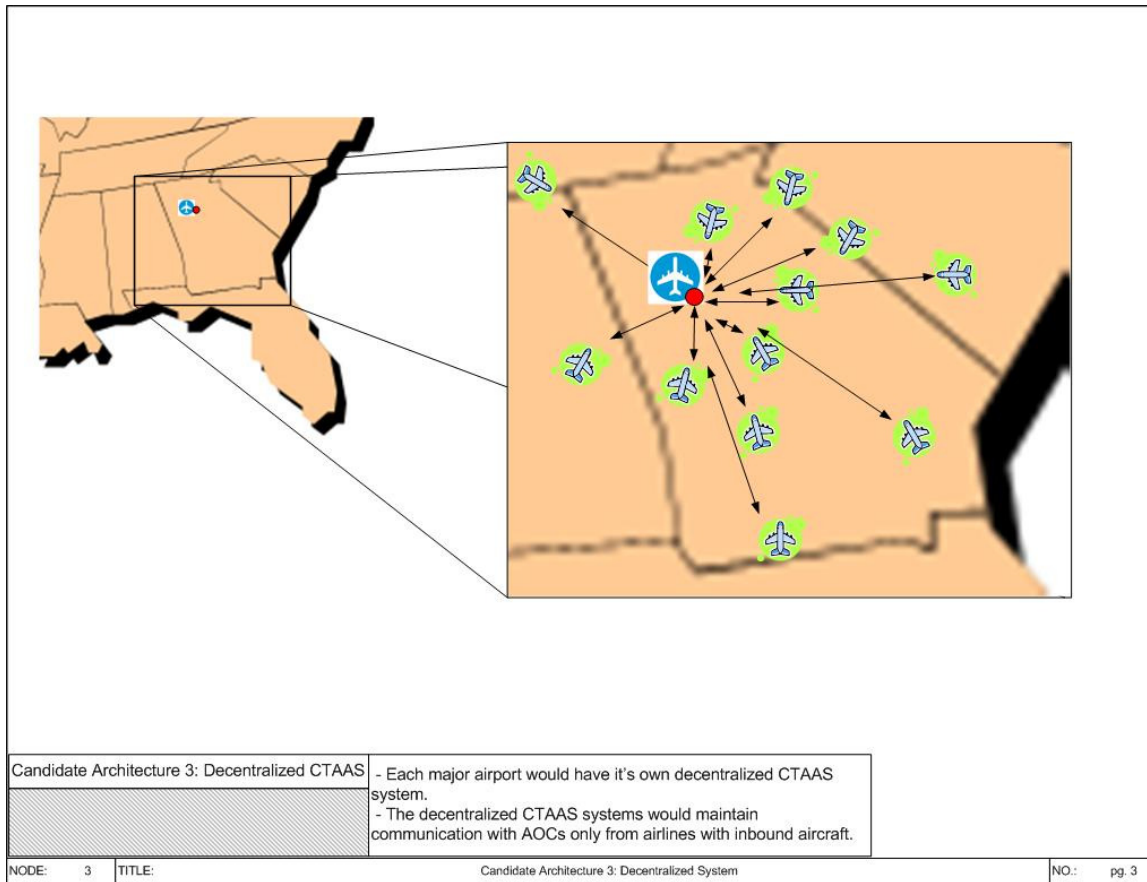 Candidate Architecture 3: Decentralized CTAAS
- Each major airport would have it's own decentralized CTAAS
system.
- The decentralized CTAAS systems would maintain
communication with AOCs only from airlines with inbound aircraft.
NODE: 3 TITLE: Candidate Architecture 3: Decentralized System NO.: pg. 3